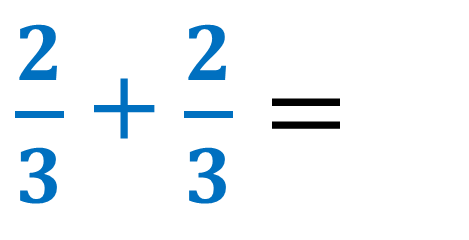 2/3 + 2/3 =